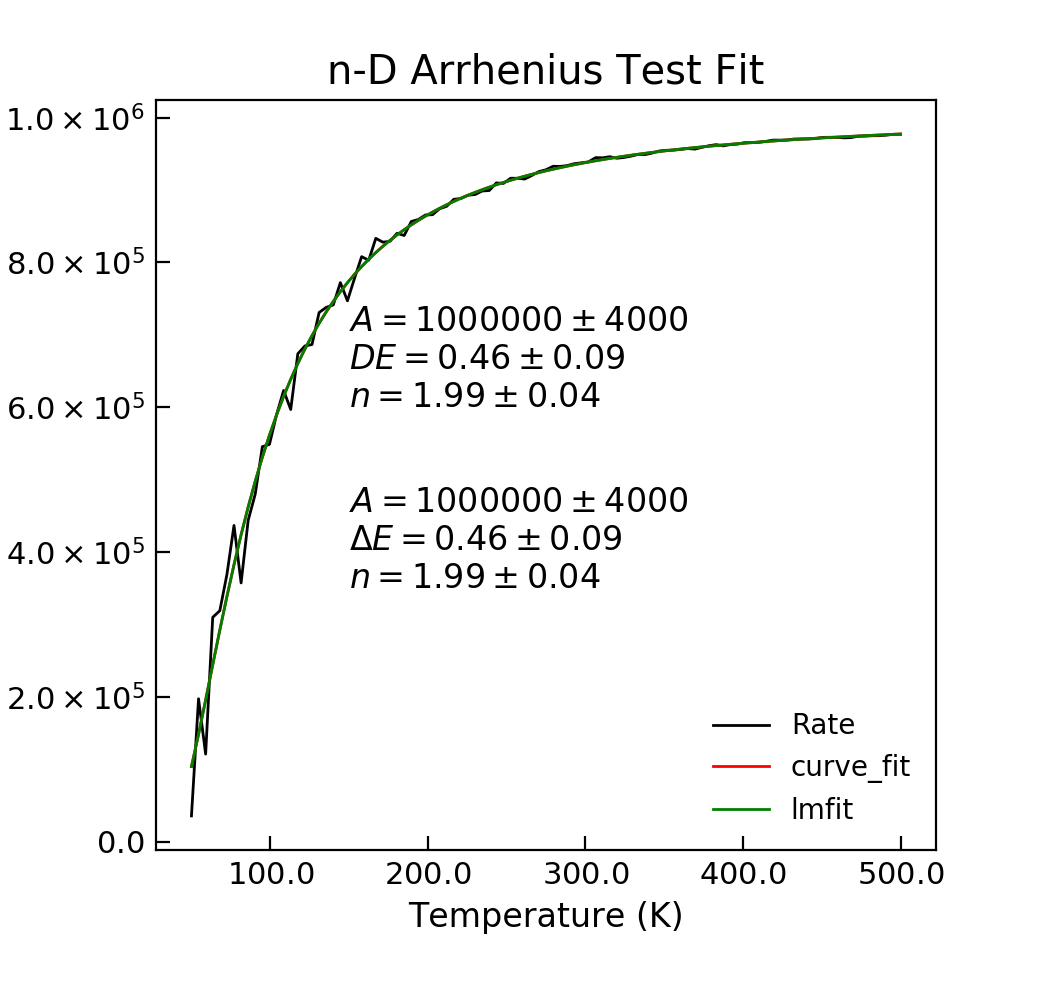 n-D Arrhenius Test Fit
1.0 × 10⁶
8.0 × 10⁵
6.0 × 10⁵
4.0 × 10⁵
2.0 × 10⁵
0.0
A = 1000000 ± 4000
DE = 0.46 ± 0.09
n = 1.99 ± 0.04
A = 1000000 ± 4000
ΔE = 0.46 ± 0.09
n = 1.99 ± 0.04
Rate
curve_fit
lmfit
100.0 200.0 300.0 400.0 500.0
Temperature (K)